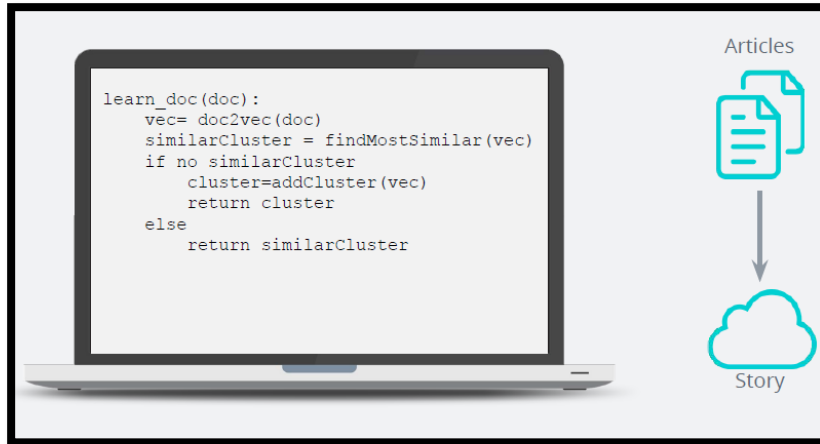 learn_doc(doc):
    vec= doc2vec(doc)
    similarCluster = findMostSimilar(vec)
    if no similarCluster
        cluster=addCluster(vec)
        return cluster
    else
        return similarCluster
Articles
Story